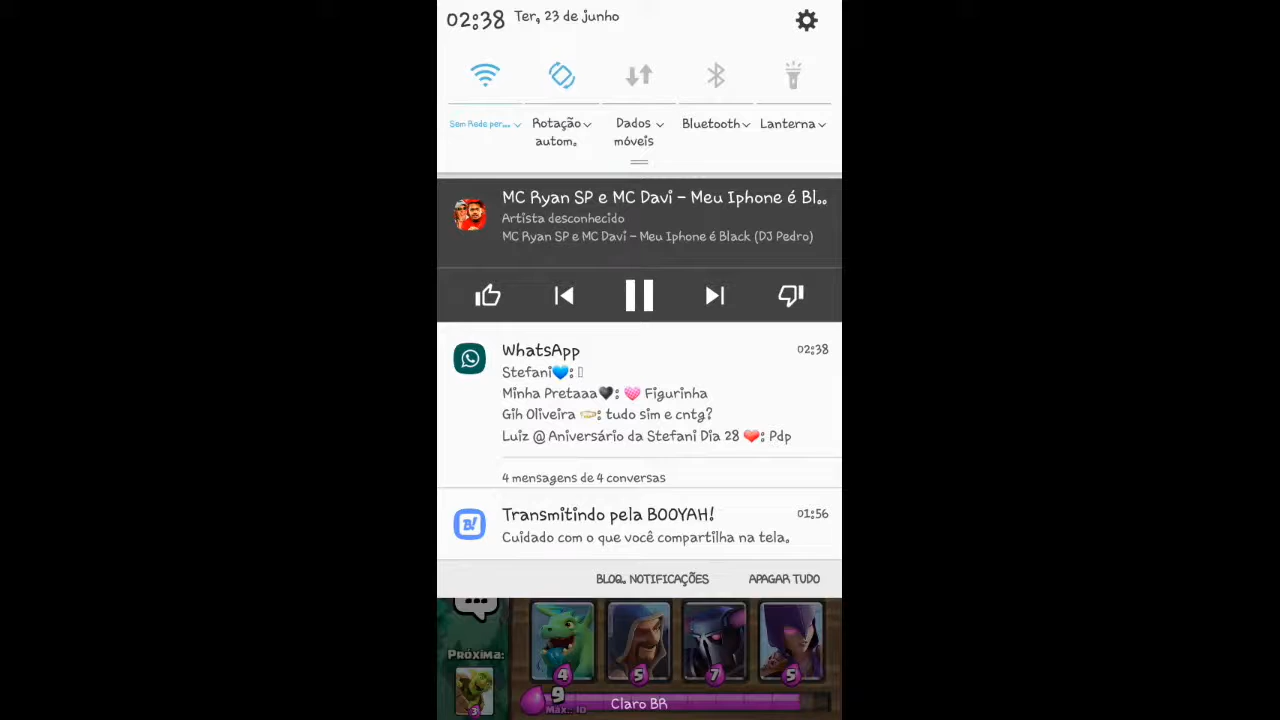 02:38 Ter, 23 de junho
Sem Rede per...
Rotação autom.
Dados móveis
Bluetooth
Lanterna
MC Ryan SP e MC Davi - Meu Iphone é Bl..
Artista desconhecido
MC Ryan SP e MC Davi - Meu Iphone é Black (DJ Pedro)
WhatsApp 02:38
Stefani💙:
Minha Pretaaa🖤: 💗 Figurinha
Gih Oliveira : tudo sim e cntg?
Luiz @ Aniversário da Stefani Dia 28 ❤️: Pdp
4 mensagens de 4 conversas
B!
Transmitindo pela BOOYAH! 01:56
Cuidado com o que você compartilha na tela.
BLOQ. NOTIFICAÇÕES APAGAR TUDO
Próxima:
4 5 7 5
3
9
Máx.: 10
Claro BR